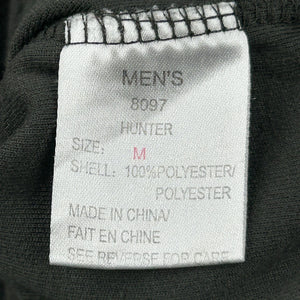 MEN'S
8097
HUNTER
SIZE: M
SHELL: 100%POLYESTER/
POLYESTER
MADE IN CHINA/
FAIT EN CHINE
SEE REVERSE FOR CARE